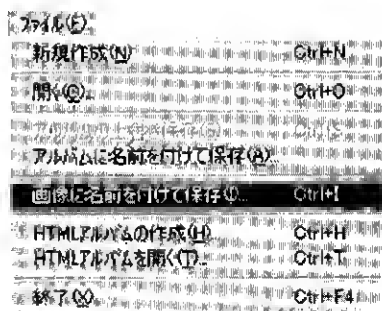 ファイル(F)
新規作成(N) Ctrl+N
開く(O)... Ctrl+O
アルバムに名前を付けて保存(A)...
画像に名前を付けて保存(I)... Ctrl+I
HTMLアルバムの作成(H) Ctrl+H
HTMLアルバムを開く(T)... Ctrl+T
終了(X) Ctrl+F4